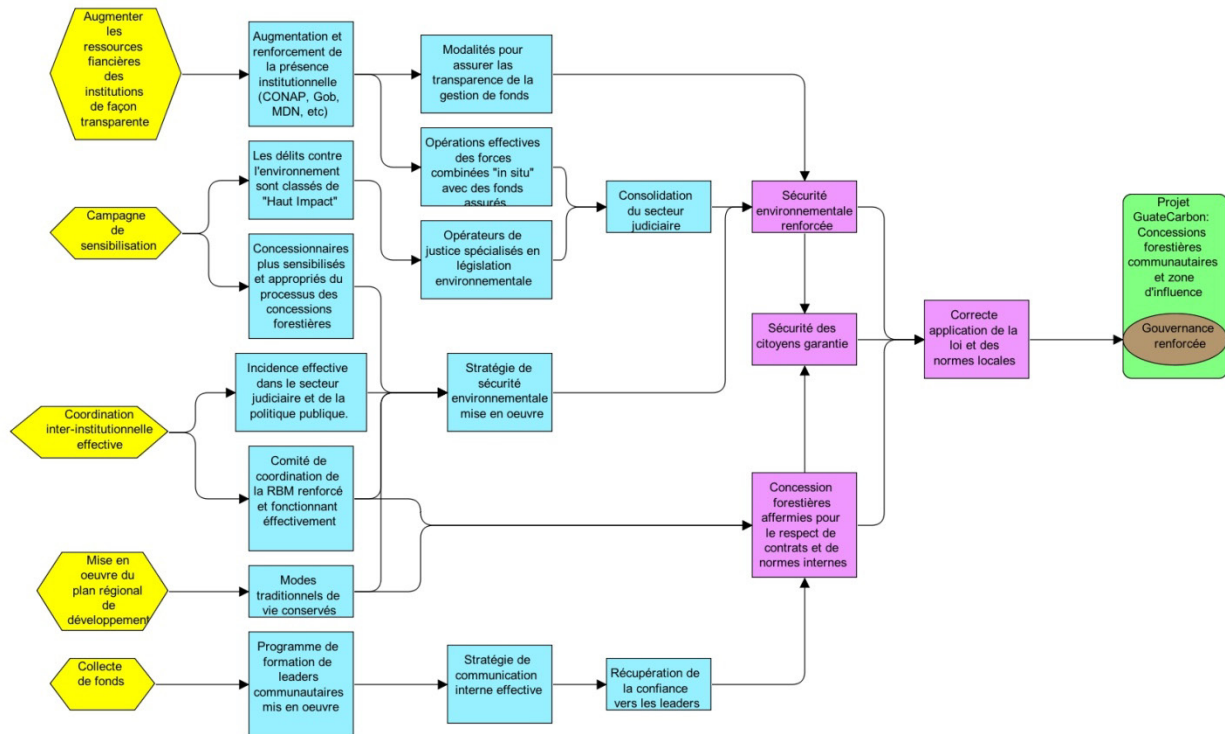 Augmenter
les
ressources
fiancières
des
institutions
de façon
transparente
Augmentation et
renforcement de
la présence
institutionnelle
(CONAP, Gob,
MDN, etc)
Modalités pour
assurer las
transparence de la
gestion de fonds
Les délits contre
l'environnement
sont classés de
"Haut Impact"
Opérations effectives
des forces
combinées "in situ"
avec des fonds
assurés
Campagne
de
sensibilisation
Concessionnaires
plus sensibilisés
et appropriés du
processus des
concessions
forestières
Opérateurs de
justice spécialisés en
législation
environnementale
Consolidation
du secteur
judiciaire
Sécurité
environnementale
renforcée
Sécurité des
citoyens garantie
Correcte
application de la
loi et des
normes locales
Projet
GuateCarbon:
Concessions
forestières
communautaires
et zone
d'influence
Gouvernance
renforcée
Coordination
inter-institutionnelle
effective
Incidence effective
dans le secteur
judiciaire et de la
politique publique.
Stratégie de
sécurité
environnementale
mise en oeuvre
Comité de
coordination de
la RBM renforcé
et fonctionnant
éffectivement
Concession
forestières
affermies pour
le respect de
contrats et de
normes internes
Mise en
oeuvre du
plan régional
de
développement
Modes
traditionnels de
vie conservés
Collecte
de fonds
Programme de
formation de
leaders
communautaires
mis en oeuvre
Stratégie de
communication
interne effective
Récupération de
la confiance
vers les leaders